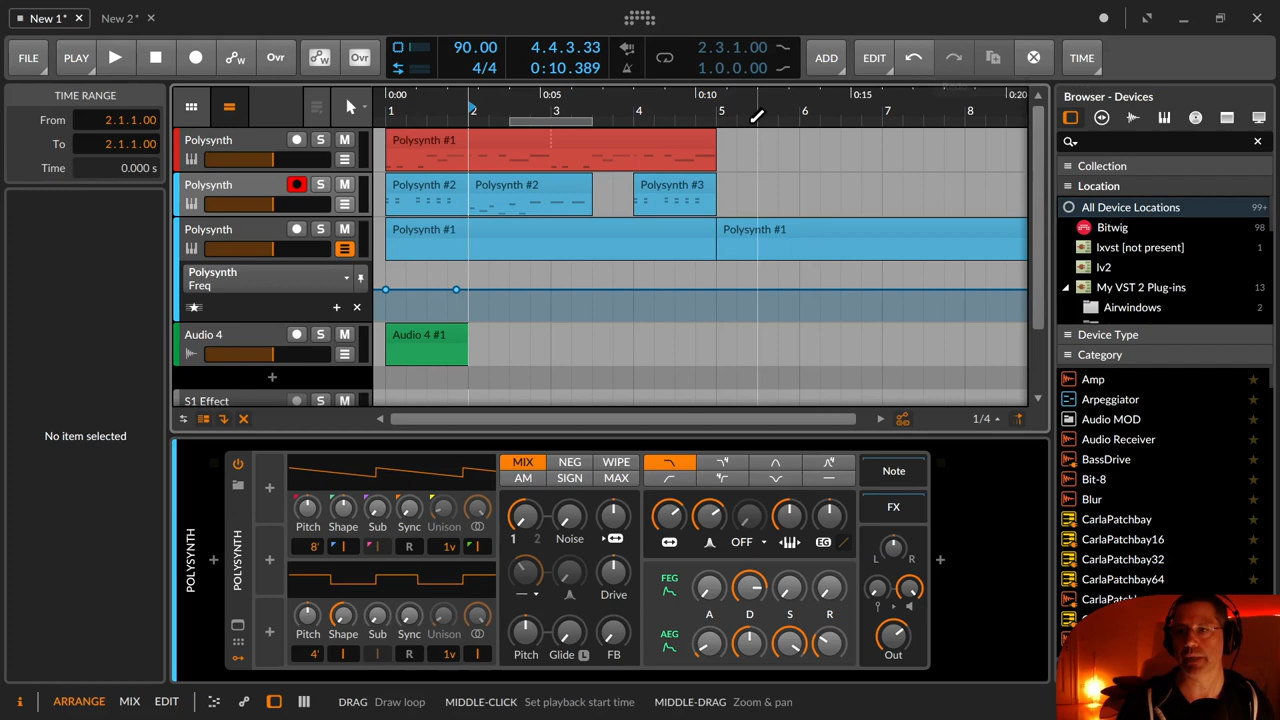 New 1* ×
New 2* ×
FILE
PLAY
Ovr
Ovr
90.00
4/4
4.4.3.33
0:10.389
2.3.1.00
1.0.0.00
ADD
EDIT
TIME
TIME RANGE
From 2.1.1.00
To 2.1.1.00
Time 0.000 s
No item selected
0:00 0:05 0:10 0:15 0:20
1 2 3 4 5 6 7 8
Polysynth S M
Polysynth #1
Polysynth S M
Polysynth #2 Polysynth #2 Polysynth #3
Polysynth S M
Polysynth #1 Polysynth #1
Polysynth
Freq
Audio 4 S M
Audio 4 #1
S1 Effect S M
1/4
POLYSYNTH
POLYSYNTH
Pitch Shape Sub Sync Unison
8' R 1v
Pitch Shape Sub Sync Unison
4' R 1v
MIX NEG WIPE
AM SIGN MAX
1 2 Noise
Drive
Pitch Glide L FB
OFF
EG
FEG
A D S R
AEG
Note
FX
L R
Out
Browser - Devices
Collection
Location
All Device Locations 99+
Bitwig 98
lxvst [not present] 1
lv2
My VST 2 Plug-ins 13
Airwindows 2
Device Type
Category
Amp
Arpeggiator
Audio MOD
Audio Receiver
BassDrive
Bit-8
Blur
CarlaPatchbay
CarlaPatchbay16
CarlaPatchbay32
CarlaPatchbay64
i ARRANGE MIX EDIT
DRAG Draw loop MIDDLE-CLICK Set playback start time MIDDLE-DRAG Zoom & pan